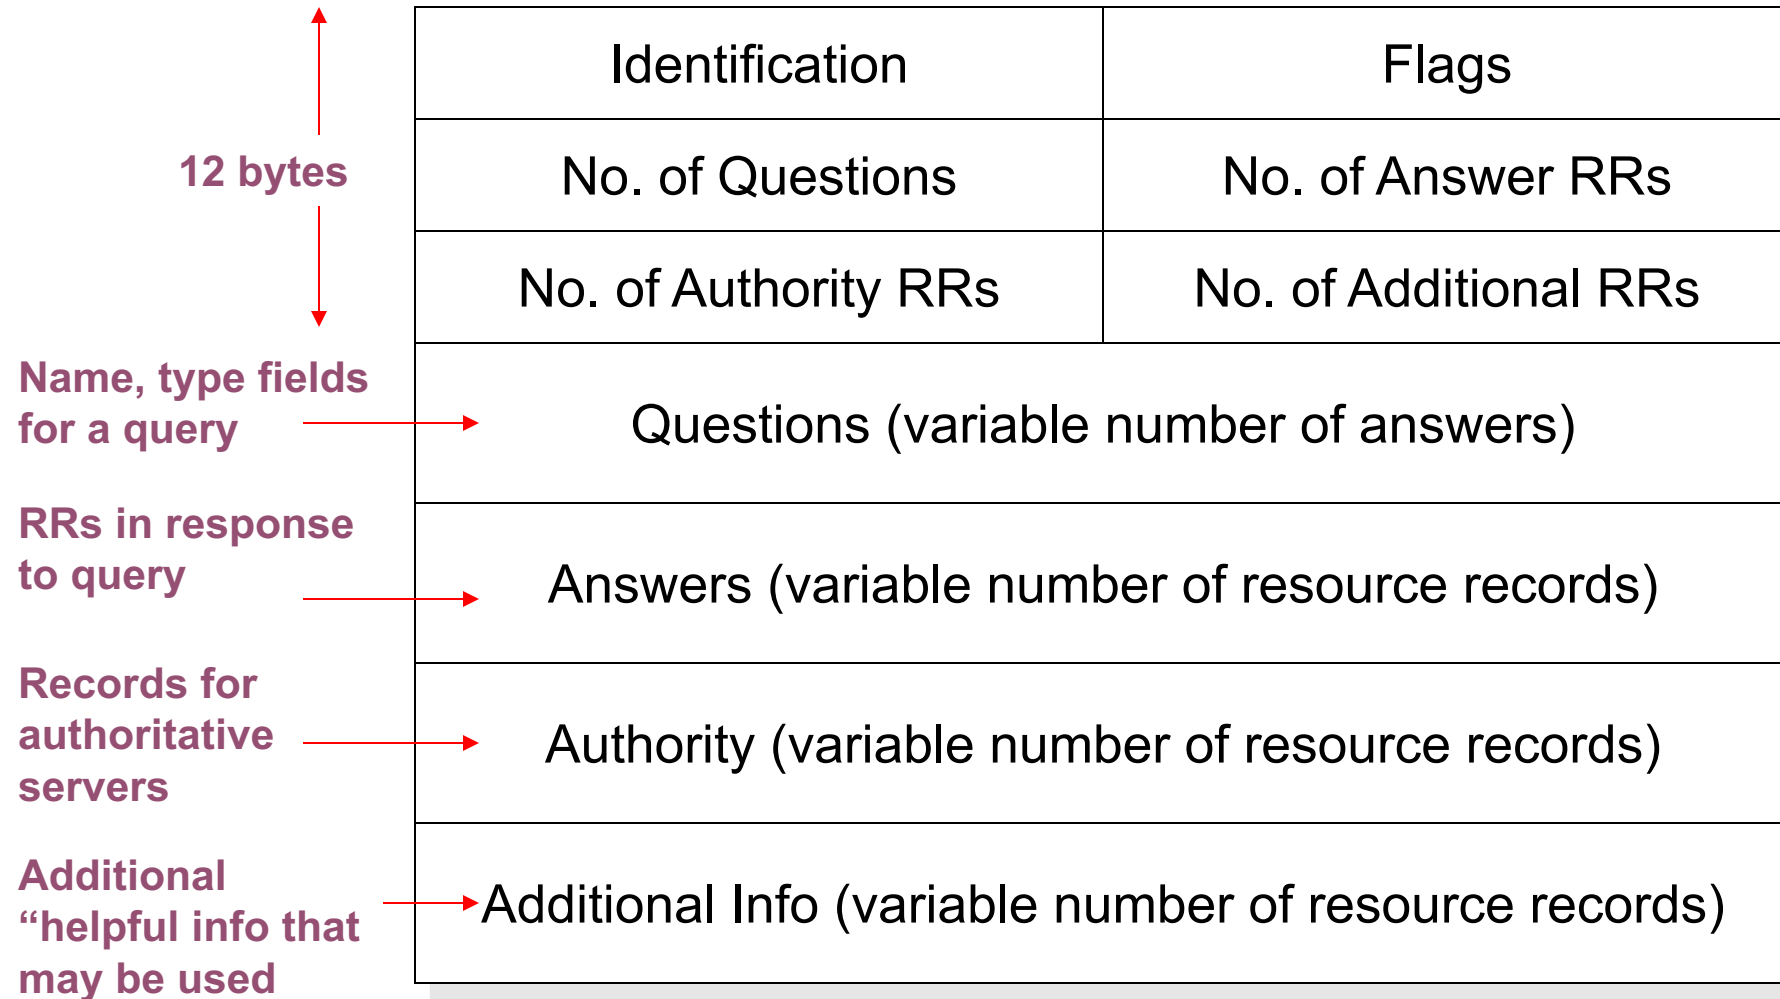 Identification
Flags
12 bytes
No. of Questions
No. of Answer RRs
No. of Authority RRs
No. of Additional RRs
Name, type fields
for a query
Questions (variable number of answers)
RRs in response
to query
Answers (variable number of resource records)
Records for
authoritative
servers
Authority (variable number of resource records)
Additional
“helpful info that
may be used
Additional Info (variable number of resource records)